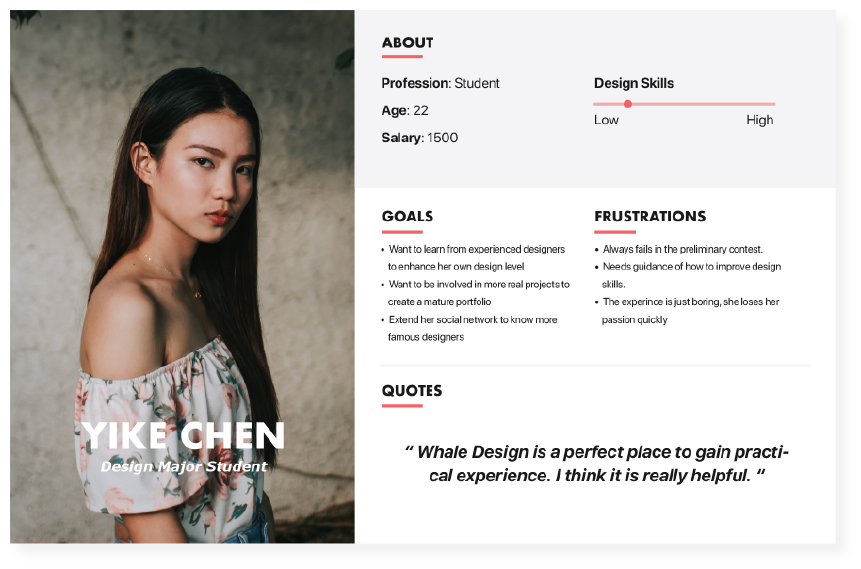 YIKE CHEN
Design Major Student
ABOUT
Profession: Student
Age: 22
Salary: 1500
Design Skills
Low High
GOALS
• Want to learn from experienced designers
to enhance her own design level
• Want to be involved in more real projects to
create a mature portfolio
• Extend her social network to know more
famous designers
FRUSTRATIONS
• Always fails in the preliminary contest.
• Needs guidance of how to improve design
skills.
• The experince is just boring, she loses her
passion quickly
QUOTES
“ Whale Design is a perfect place to gain practi-
cal experience. I think it is really helpful. “